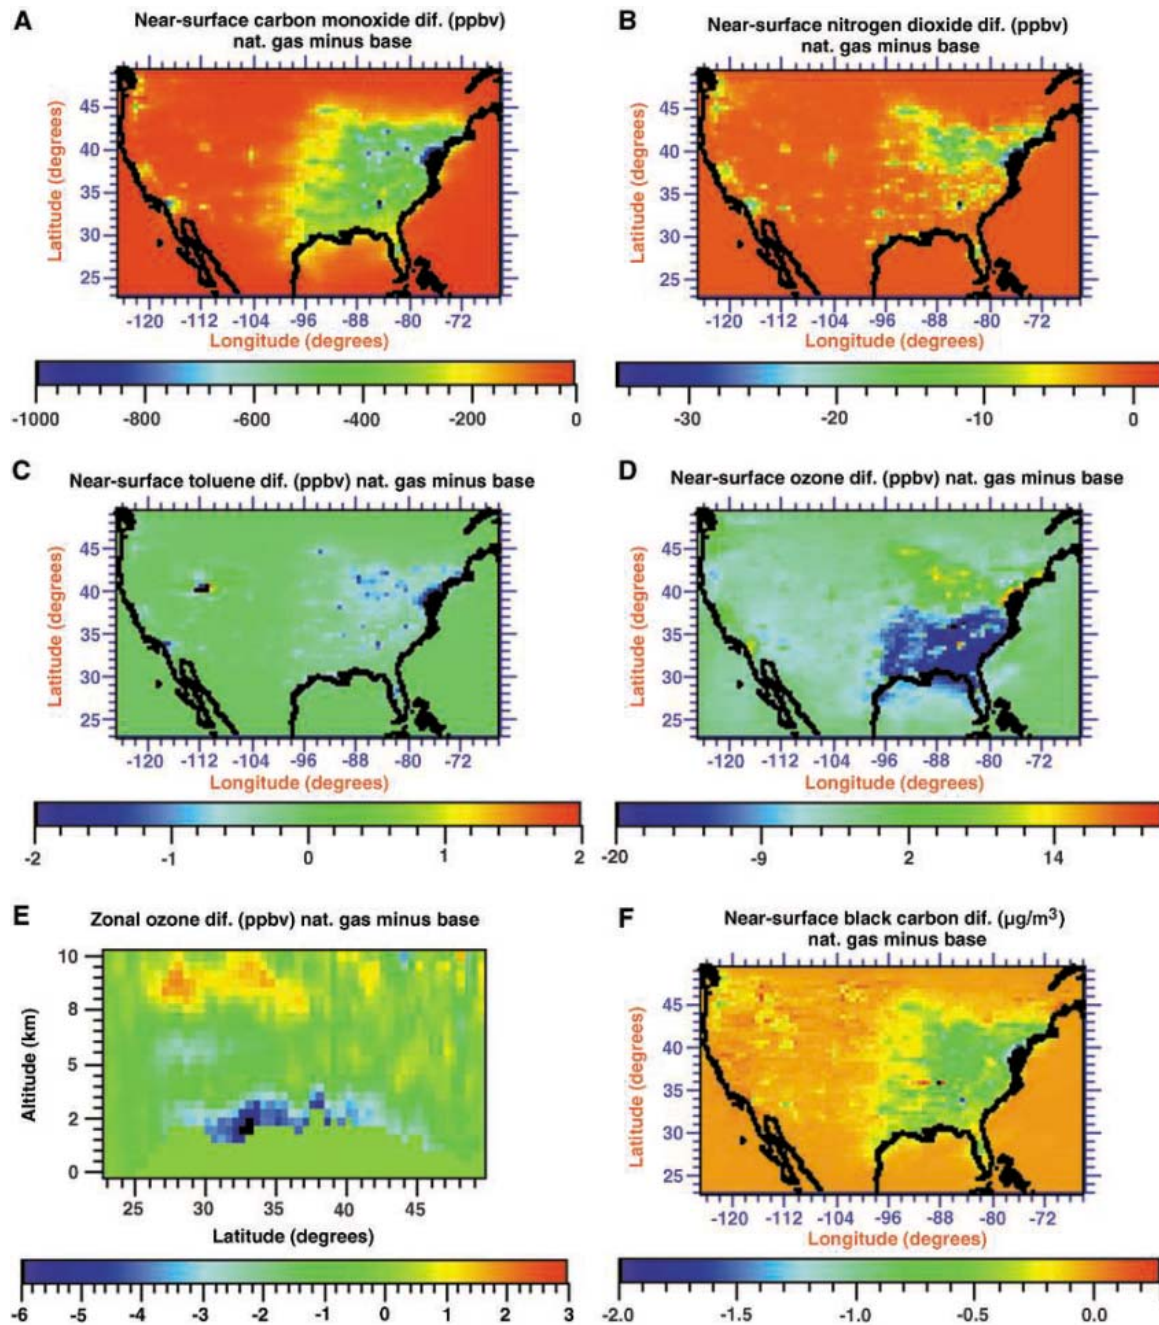 A
Near-surface carbon monoxide dif. (ppbv)
nat. gas minus base
Latitude (degrees)
45
40
35
30
25
-120 -112 -104 -96 -88 -80 -72
Longitude (degrees)
-1000 -800 -600 -400 -200 0
B
Near-surface nitrogen dioxide dif. (ppbv)
nat. gas minus base
Latitude (degrees)
45
40
35
30
25
-120 -112 -104 -96 -88 -80 -72
Longitude (degrees)
-30 -20 -10 0
C
Near-surface toluene dif. (ppbv) nat. gas minus base
Latitude (degrees)
45
40
35
30
25
-120 -112 -104 -96 -88 -80 -72
Longitude (degrees)
-2 -1 0 1 2
D
Near-surface ozone dif. (ppbv) nat. gas minus base
Latitude (degrees)
45
40
35
30
25
-120 -112 -104 -96 -88 -80 -72
Longitude (degrees)
-20 -9 2 14
E
Zonal ozone dif. (ppbv) nat. gas minus base
Altitude (km)
10
8
5
2
0
25 30 35 40 45
Latitude (degrees)
-6 -5 -4 -3 -2 -1 0 1 2 3
F
Near-surface black carbon dif. (µg/m³)
nat. gas minus base
Latitude (degrees)
45
40
35
30
25
-120 -112 -104 -96 -88 -80 -72
Longitude (degrees)
-2.0 -1.5 -1.0 -0.5 0.0